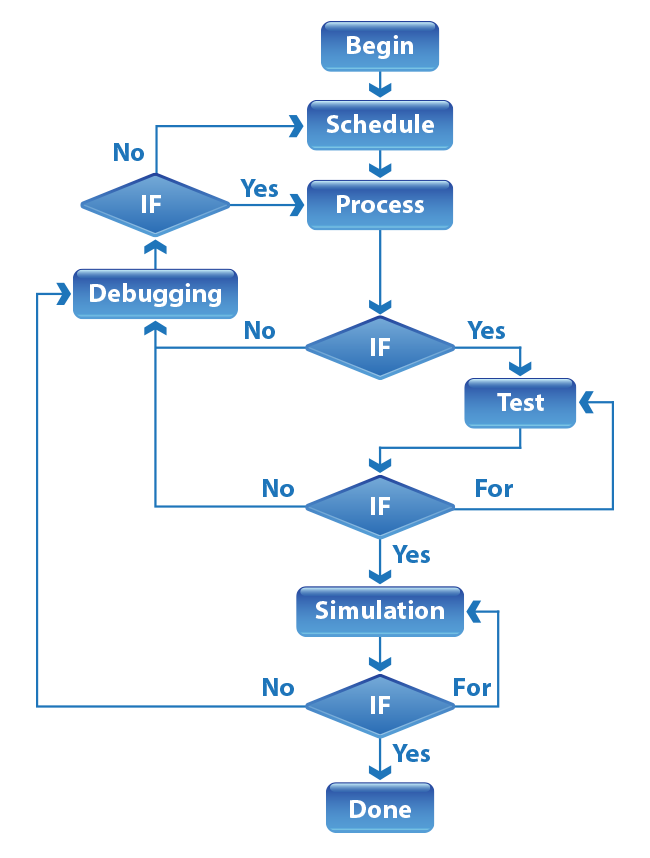 Begin
Schedule
No
IF
Yes
Process
Debugging
No
IF
Yes
Test
No
IF
For
Yes
Simulation
No
IF
For
Yes
Done